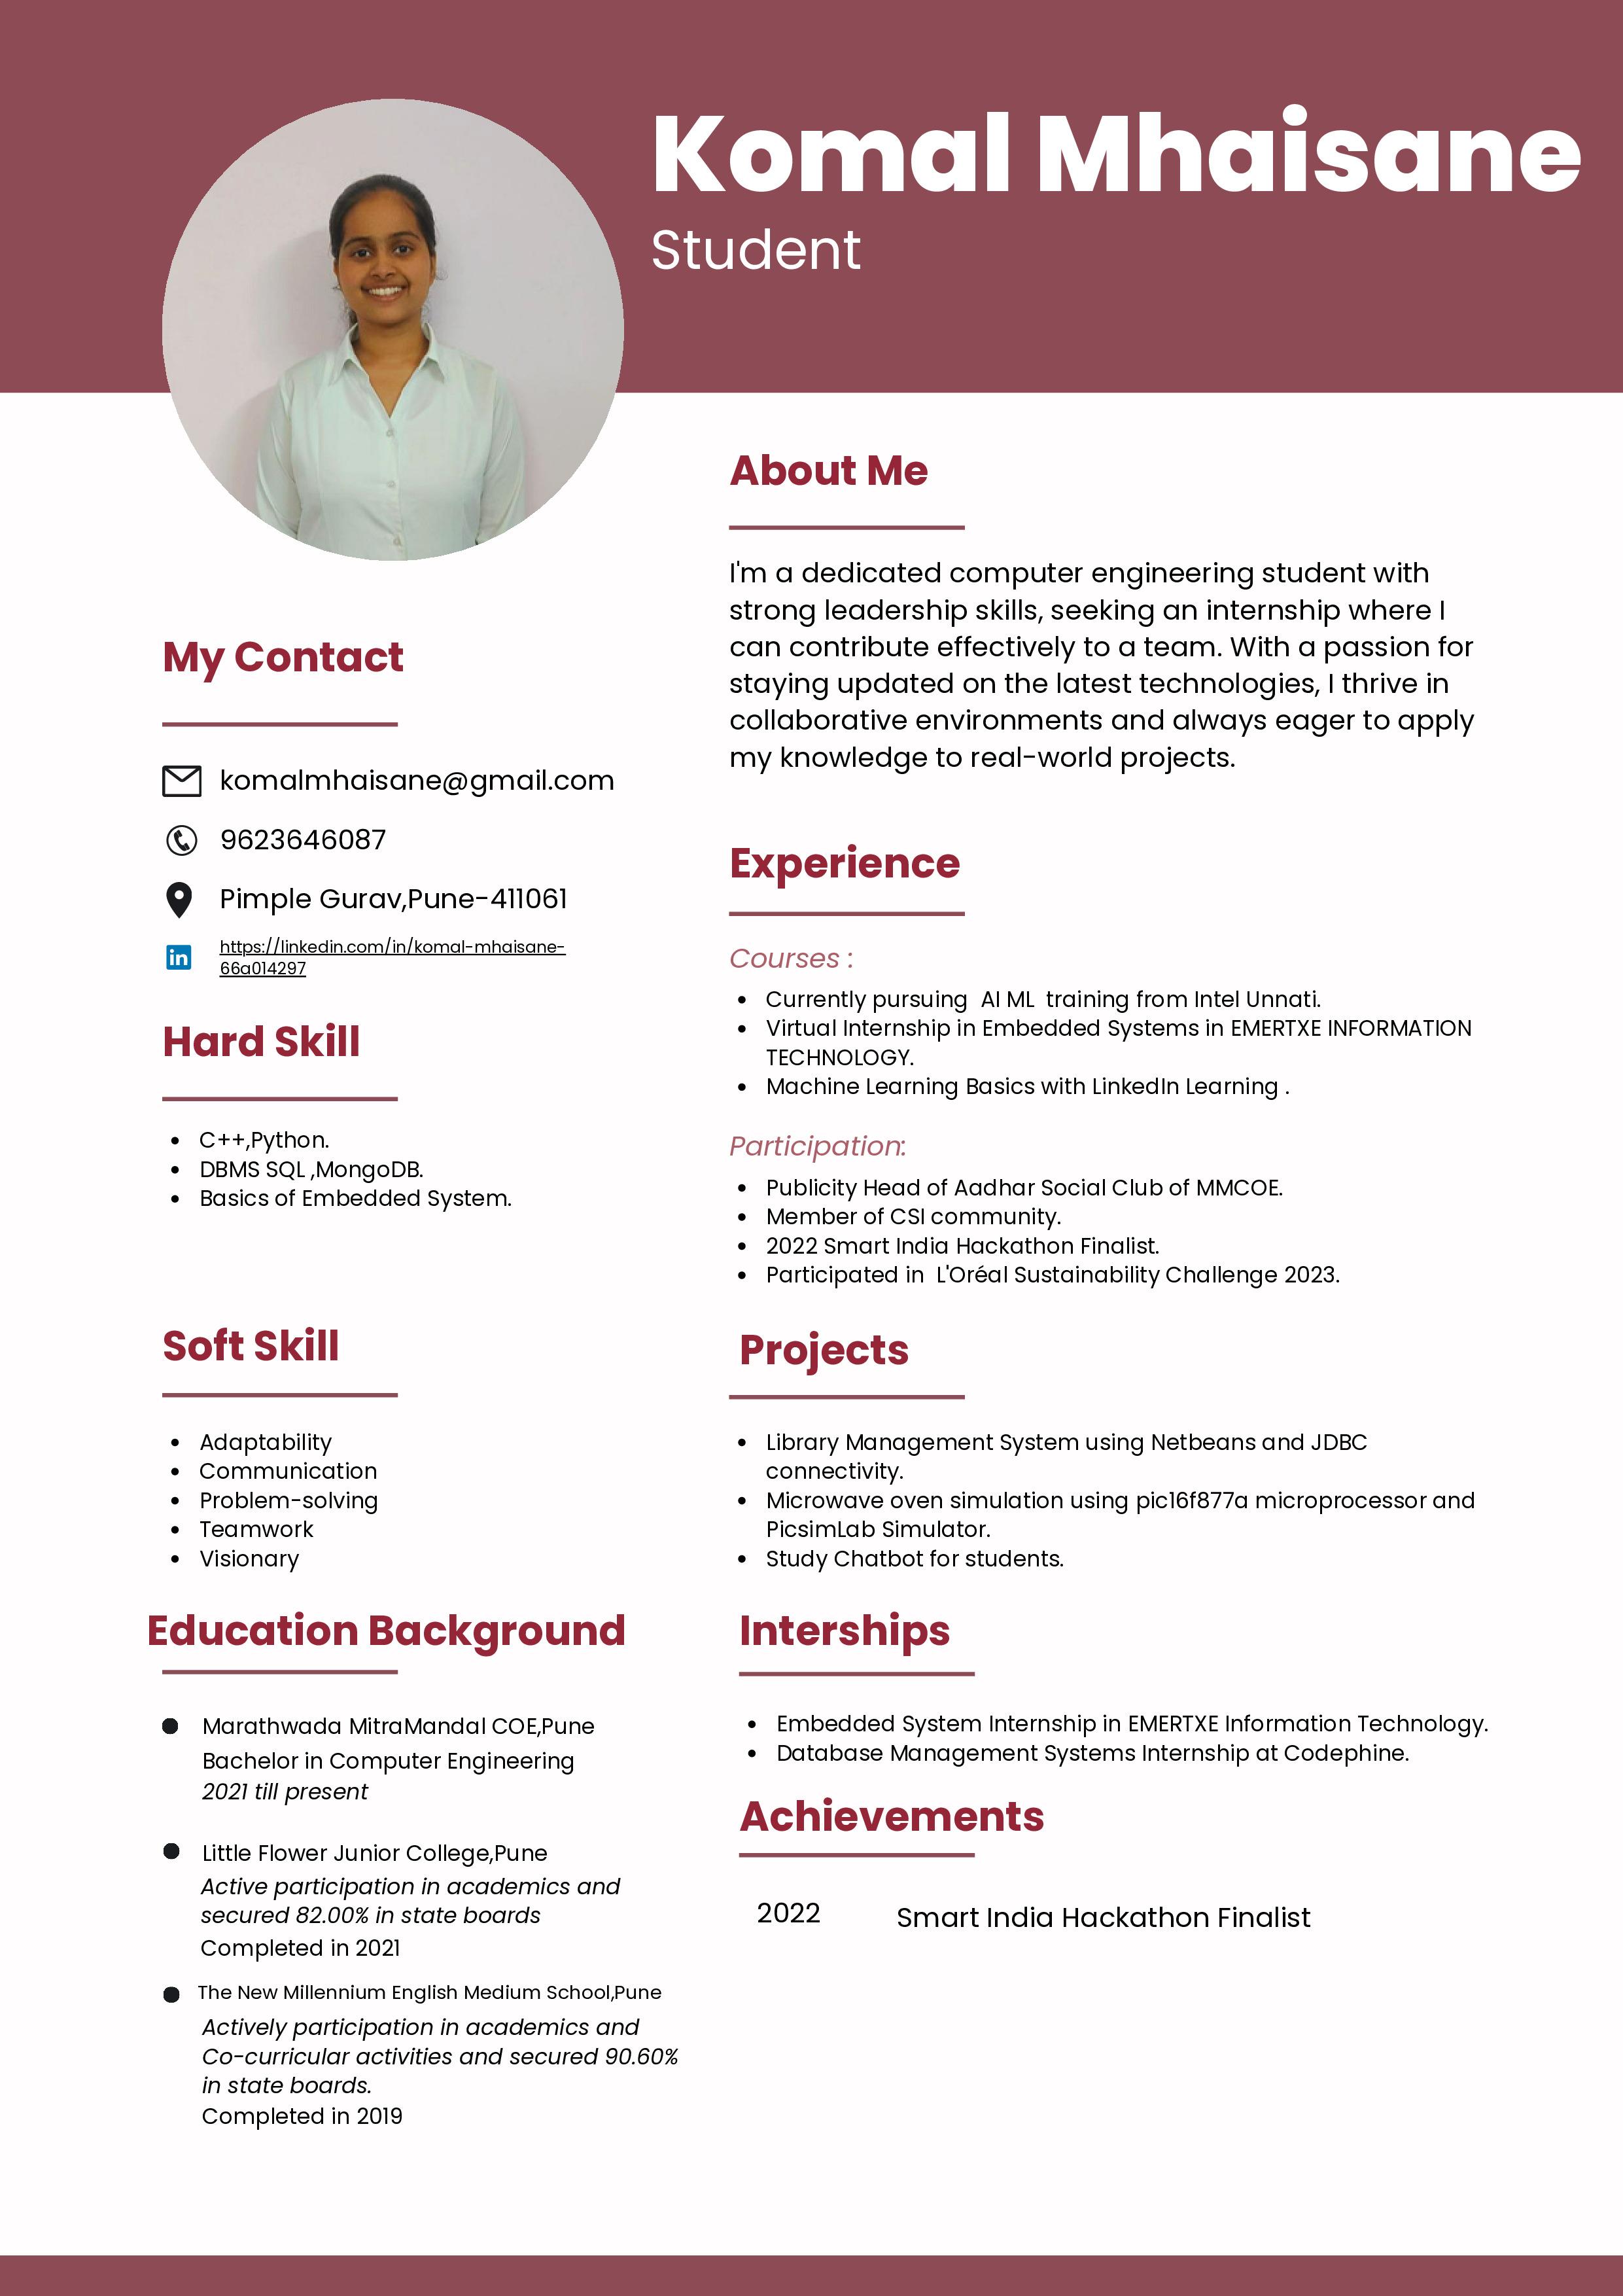 Komal Mhaisane
Student
My Contact
komalmhaisane@gmail.com
9623646087
Pimple Gurav,Pune-411061
https://linkedin.com/in/komal-mhaisane-
66a014297
Hard Skill
C++,Python.
DBMS SQL ,MongoDB.
Basics of Embedded System.
Soft Skill
Adaptability
Communication
Problem-solving
Teamwork
Visionary
Education Background
Marathwada MitraMandal COE,Pune
Bachelor in Computer Engineering
2021 till present
Little Flower Junior College,Pune
Active participation in academics and
secured 82.00% in state boards
Completed in 2021
The New Millennium English Medium School,Pune
Actively participation in academics and
Co-curricular activities and secured 90.60%
in state boards.
Completed in 2019
About Me
I'm a dedicated computer engineering student with
strong leadership skills, seeking an internship where I
can contribute effectively to a team. With a passion for
staying updated on the latest technologies, I thrive in
collaborative environments and always eager to apply
my knowledge to real-world projects.
Experience
Courses :
Currently pursuing  AI ML  training from Intel Unnati.
Virtual Internship in Embedded Systems in EMERTXE INFORMATION
TECHNOLOGY.
Machine Learning Basics with LinkedIn Learning .
Participation:
Publicity Head of Aadhar Social Club of MMCOE.
Member of CSI community.
2022 Smart India Hackathon Finalist.
Participated in  L'Oréal Sustainability Challenge 2023.
Projects
Library Management System using Netbeans and JDBC
connectivity.
Microwave oven simulation using pic16f877a microprocessor and
PicsimLab Simulator.
Study Chatbot for students.
Interships
Embedded System Internship in EMERTXE Information Technology.
Database Management Systems Internship at Codephine.
Achievements
2022 Smart India Hackathon Finalist